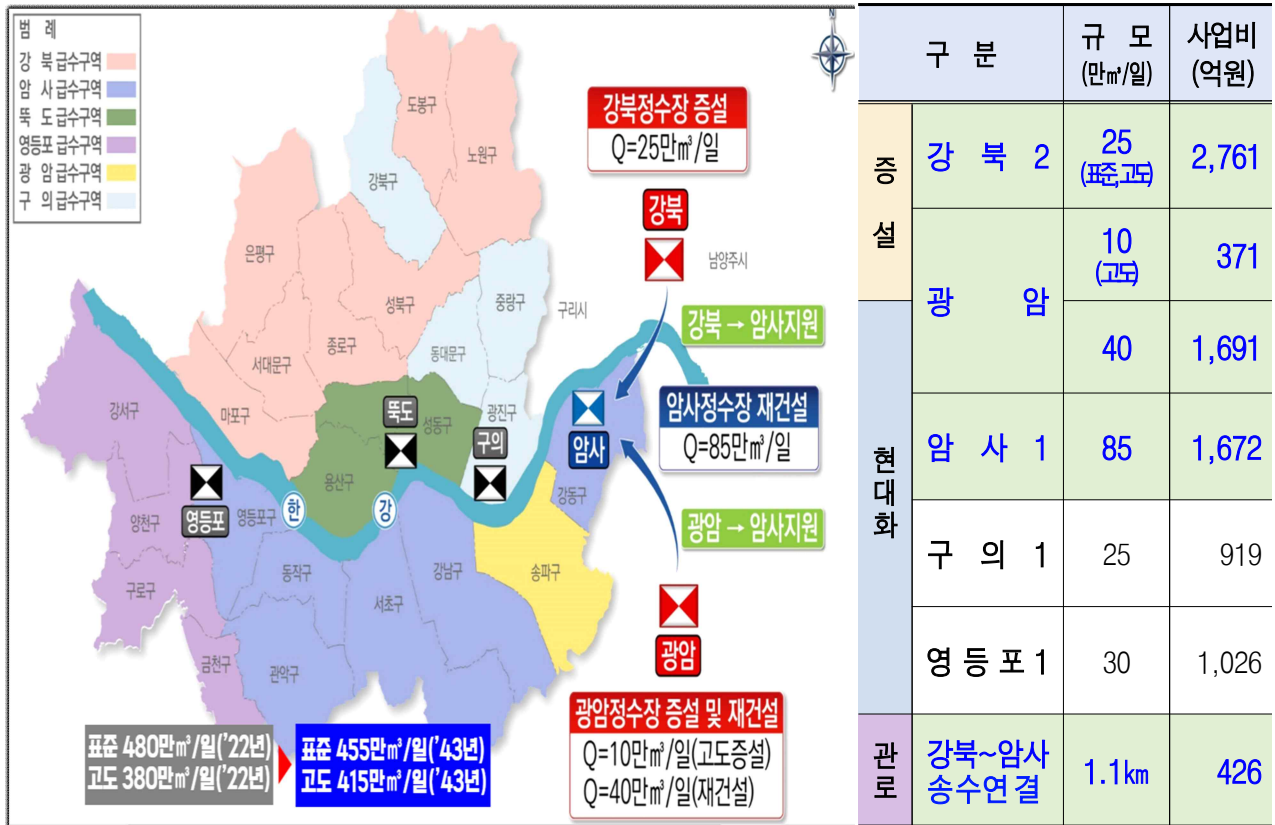 범 례
강 북 급수구역
암 사 급수구역
뚝 도 급수구역
영등포 급수구역
광 암 급수구역
구 의 급수구역
N
도봉구
노원구
강북구
은평구
성북구
중랑구
종로구
동대문구
서대문구
마포구
강서구
성동구
광진구
용산구
양천구
영등포구
강동구
구로구
동작구
강남구
송파구
서초구
금천구
관악구
남양주시
구리시
한
강
뚝도
구의
영등포
강북정수장 증설
Q=25만㎥/일
강북
강북 → 암사지원
암사정수장 재건설
Q=85만㎥/일
암사
광암 → 암사지원
광암
광암정수장 증설 및 재건설
Q=10만㎥/일(고도증설)
Q=40만㎥/일(재건설)
표준 480만㎥/일('22년)
고도 380만㎥/일('22년)
표준 455만㎥/일('43년)
고도 415만㎥/일('43년)
구 분 규 모 (만㎥/일) 사업비 (억원)
증설 강 북 2 25 (표준,고도) 2,761
광 암 10 (고도) 371
현대화 40 1,691
암 사 1 85 1,672
구 의 1 25 919
영 등 포 1 30 1,026
관로 강북~암사 송수연결 1.1km 426